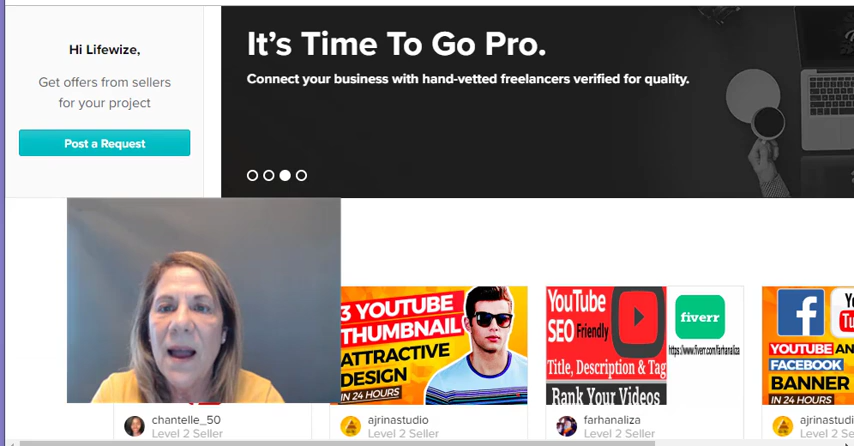 Hi Lifewize,
Get offers from sellers
for your project
Post a Request
It's Time To Go Pro.
Connect your business with hand-vetted freelancers verified for quality.
3 YOUTUBE
THUMBNAIL
ATTRACTIVE
DESIGN
IN 24 HOURS
YouTube
SEO Friendly
Title, Description & Tag
Rank Your Videos
fiverr
https://www.fiverr.com/farhanaliza
YOUTUBE AN
FACEBOOK
BANNER
IN 24 HOURS
chantelle_50
Level 2 Seller
ajrinastudio
Level 2 Seller
farhanaliza
Level 2 Seller
ajrinastudi
Level 2 Seller